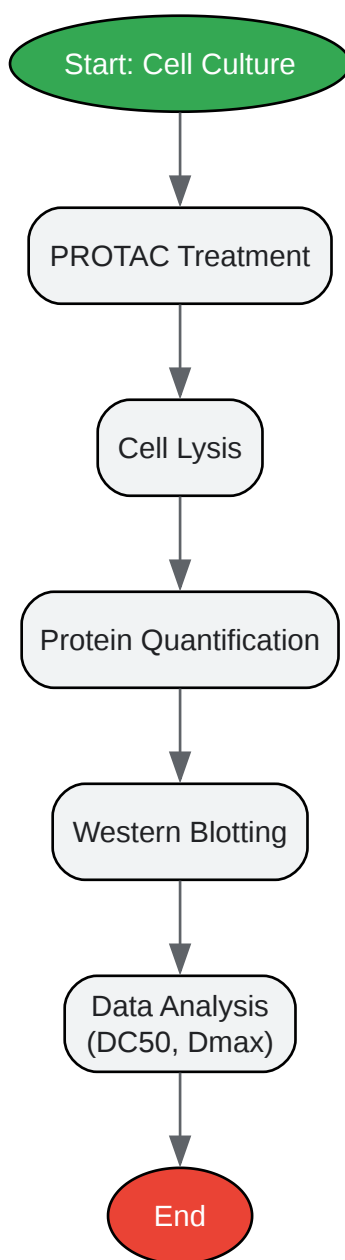 Start: Cell Culture
PROTAC Treatment
Cell Lysis
Protein Quantification
Western Blotting
Data Analysis
(DC50, Dmax)
End